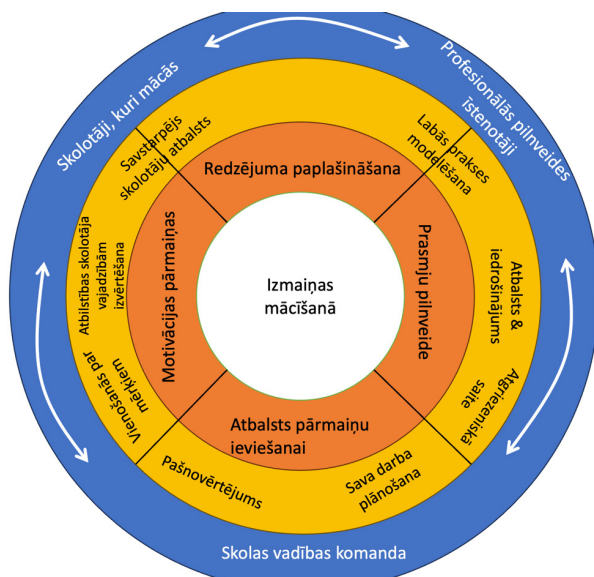 Skolotāji, kuri mācās
Profesionālās pilnveides
īstenotāji
Savstarpējs
skolotāju atbalsts
Labās prakses
modelēšana
Redzējuma paplašināšana
Atbilstības skolotāja
vajadzībām
izvērtēšana
Motivācijas pārmaiņas
Izmaiņas
mācīšanā
Prasmju pilnveide
Atbalsts &
iedrošinājums
Vienošanās par
mērķiem
Atgriezeniskā
saite
Atbalsts pārmaiņu
ieviešanai
Pašnovērtējums
Sava darba
plānošana
Skolas vadības komanda